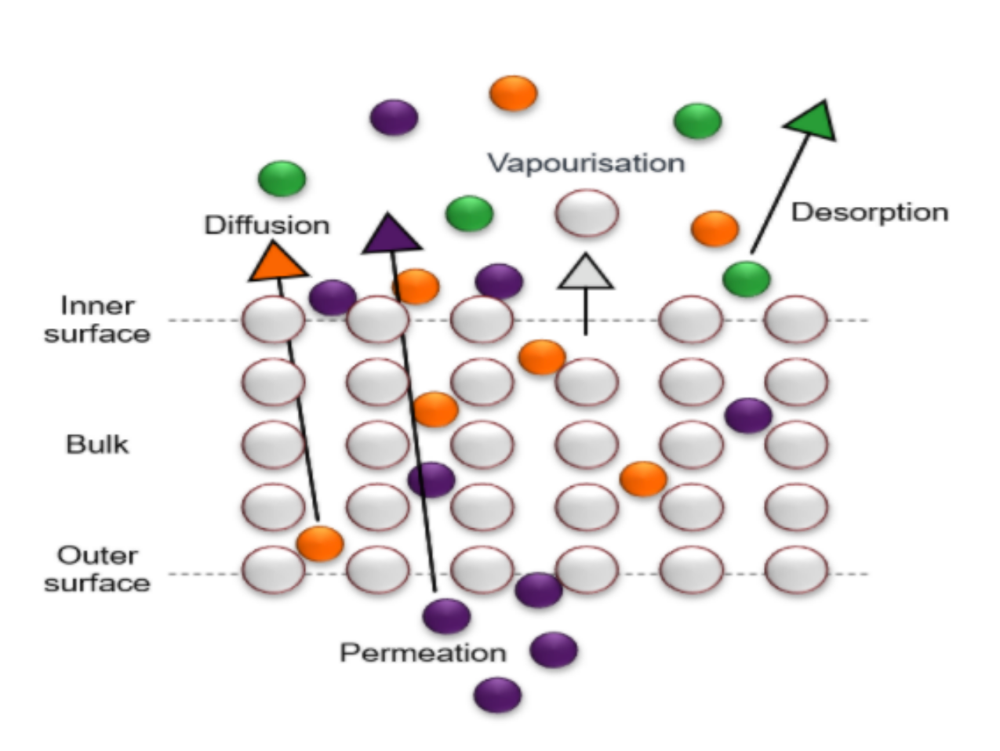 Vapourisation
Desorption
Diffusion
Inner
surface
Bulk
Outer
surface
Permeation